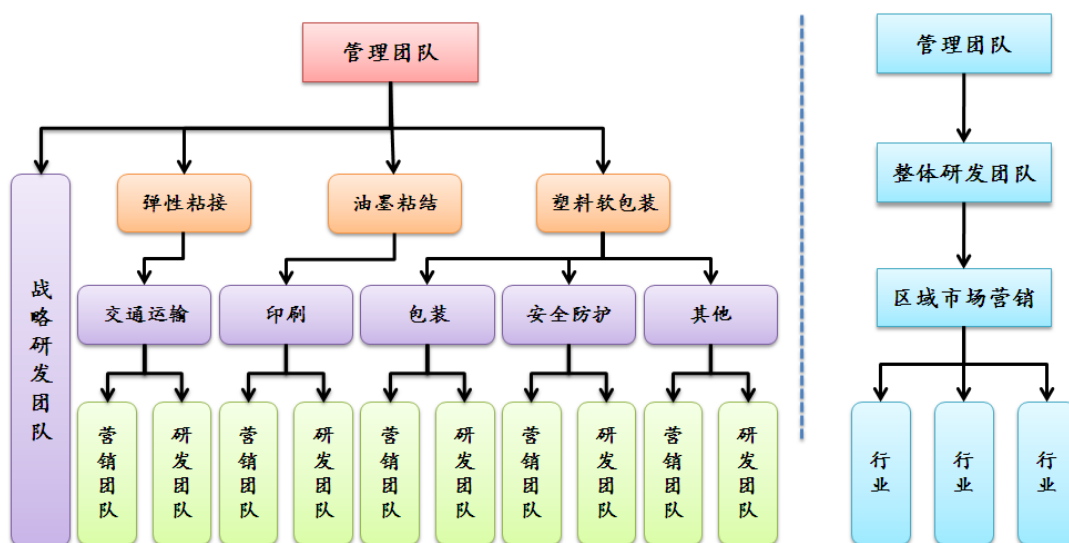 管理团队
管理团队
整体研发团队
战略研发团队
弹性粘接
油墨粘结
塑料软包装
区域市场营销
交通运输
印刷
包装
安全防护
其他
营销团队
研发团队
营销团队
研发团队
营销团队
研发团队
营销团队
研发团队
营销团队
研发团队
行业
行业
行业